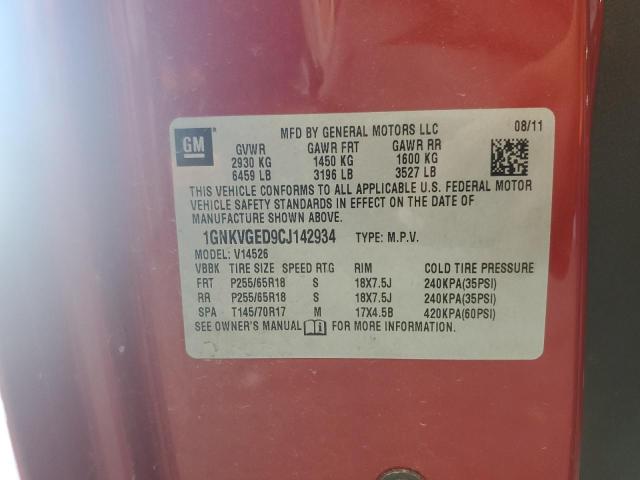 MFD BY GENERAL MOTORS LLC 08/11
GM
GVWR GAWR FRT GAWR RR
2930 KG 1450 KG 1600 KG
6459 LB 3196 LB 3527 LB
THIS VEHICLE CONFORMS TO ALL APPLICABLE U.S. FEDERAL MOTOR
VEHICLE SAFETY STANDARDS IN EFFECT ON THE DATE OF
MANUFACTURE SHOWN ABOVE.
1GNKVGED9CJ142934 TYPE: M.P.V.
MODEL: V14526
VBBK TIRE SIZE SPEED RTG RIM COLD TIRE PRESSURE
FRT P255/65R18 S 18X7.5J 240KPA(35PSI)
RR P255/65R18 S 18X7.5J 240KPA(35PSI)
SPA T145/70R17 M 17X4.5B 420KPA(60PSI)
SEE OWNER'S MANUAL FOR MORE INFORMATION.